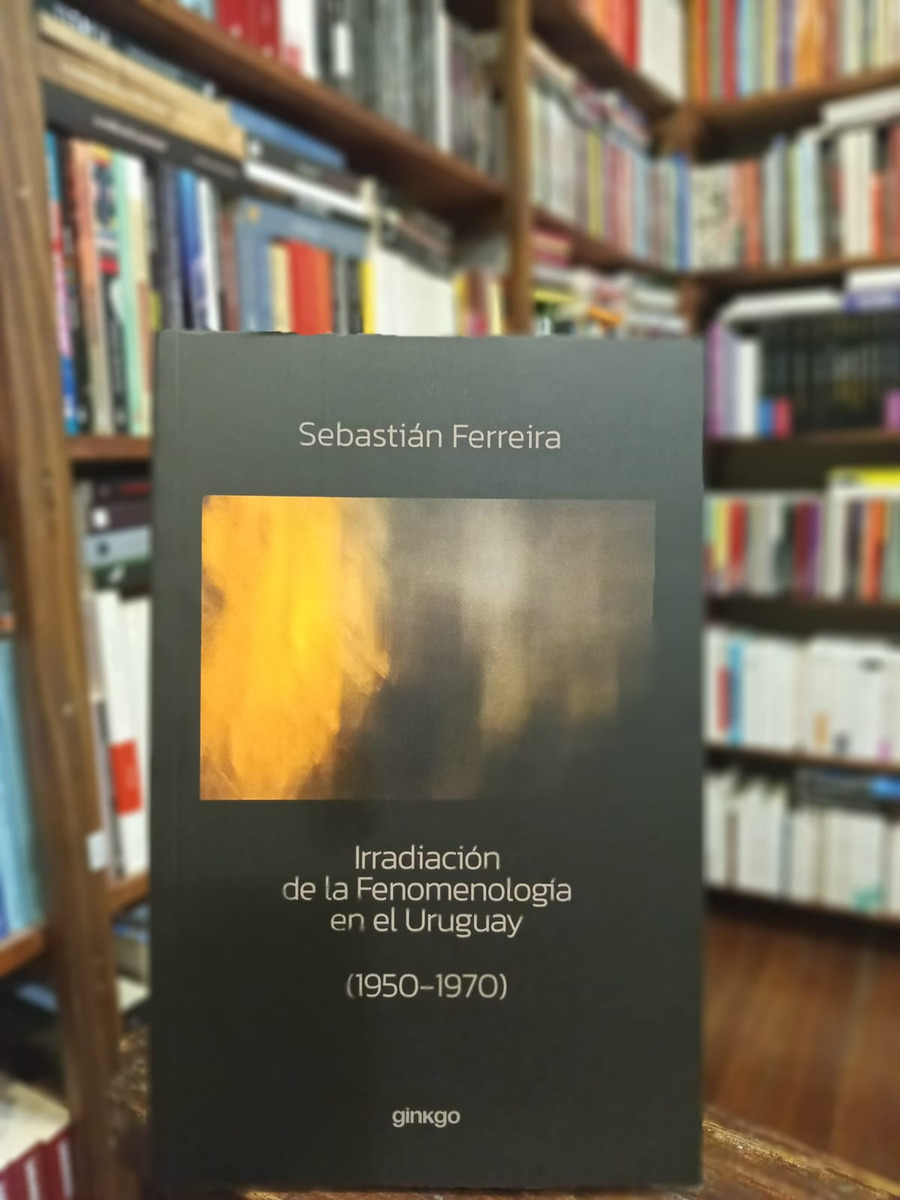 Sebastián Ferreira
Irradiación
de la Fenomenología
en el Uruguay
(1950–1970)
ginkgo